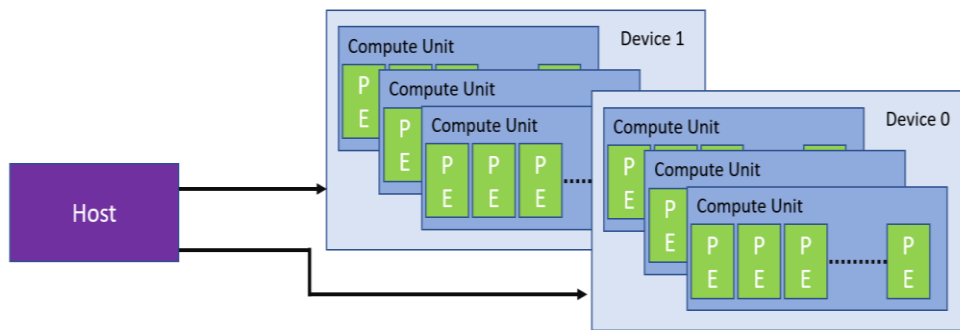 Device 1
Compute Unit
P
E
Compute Unit
P
E
Compute Unit
P P P
E E E
Device 0
Compute Unit
Compute Unit
Compute Unit
P P P P
E E E E
Host